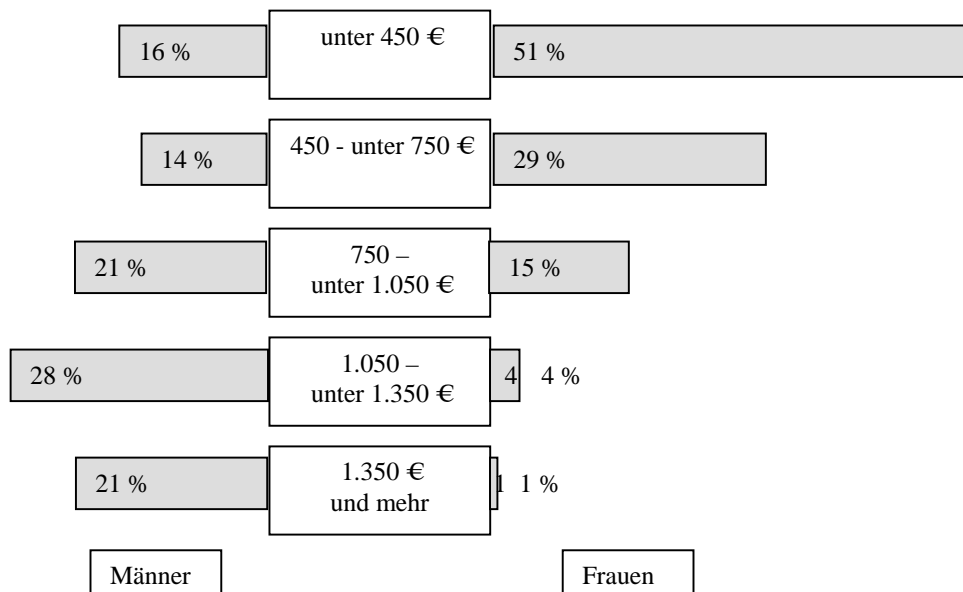 16 %
unter 450 €
51 %
14 %
450 - unter 750 €
29 %
21 %
750 –
unter 1.050 €
15 %
28 %
1.050 –
unter 1.350 €
4 4 %
21 %
1.350 €
und mehr
1 1 %
Männer
Frauen